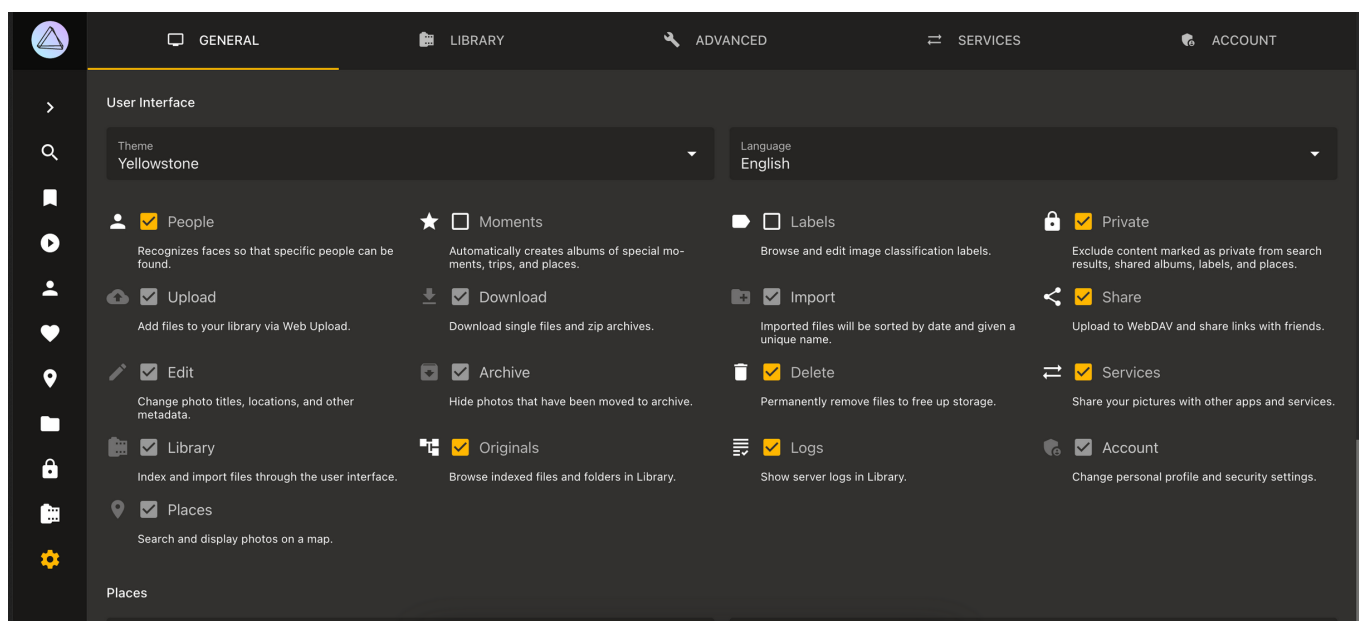 GENERAL
LIBRARY
ADVANCED
SERVICES
ACCOUNT
User Interface
Theme
Yellowstone
Language
English
People
Recognizes faces so that specific people can be
found.
Moments
Automatically creates albums of special mo-
ments, trips, and places.
Labels
Browse and edit image classification labels.
Private
Exclude content marked as private from search
results, shared albums, labels, and places.
Upload
Add files to your library via Web Upload.
Download
Download single files and zip archives.
Import
Imported files will be sorted by date and given a
unique name.
Share
Upload to WebDAV and share links with friends.
Edit
Change photo titles, locations, and other
metadata.
Archive
Hide photos that have been moved to archive.
Delete
Permanently remove files to free up storage.
Services
Share your pictures with other apps and services.
Library
Index and import files through the user interface.
Originals
Browse indexed files and folders in Library.
Logs
Show server logs in Library.
Account
Change personal profile and security settings.
Places
Search and display photos on a map.
Places